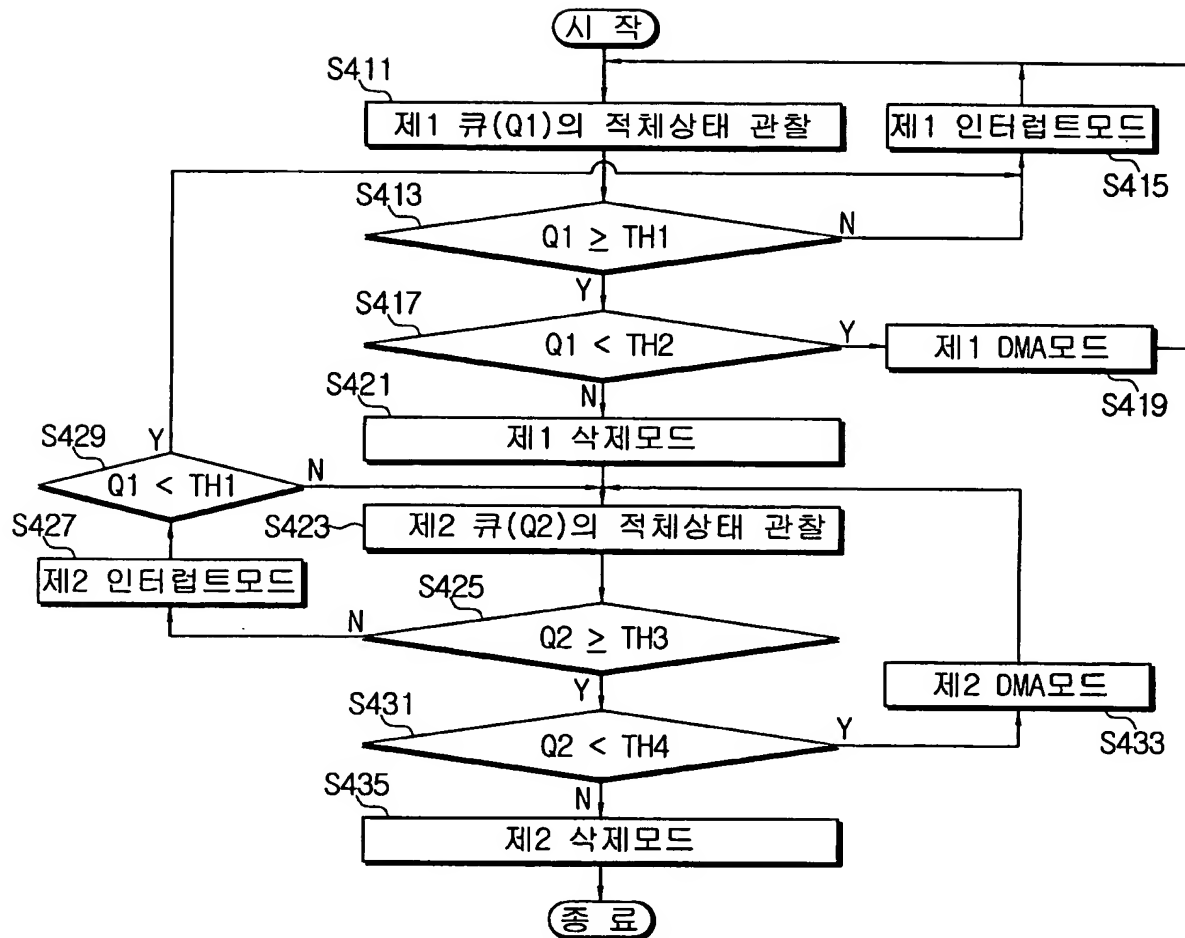 시 작
S411
제1 큐(Q1)의 적체상태 관찰
제1 인터럽트모드
S415
S413
Q1 ≥ TH1
N
Y
S417
Q1 < TH2
Y
제1 DMA모드
S419
N
S421
제1 삭제모드
S429
Y
Q1 < TH1
N
S423
제2 큐(Q2)의 적체상태 관찰
S427
제2 인터럽트모드
S425
N
Q2 ≥ TH3
Y
제2 DMA모드
S433
S431
Q2 < TH4
Y
N
S435
제2 삭제모드
종 료